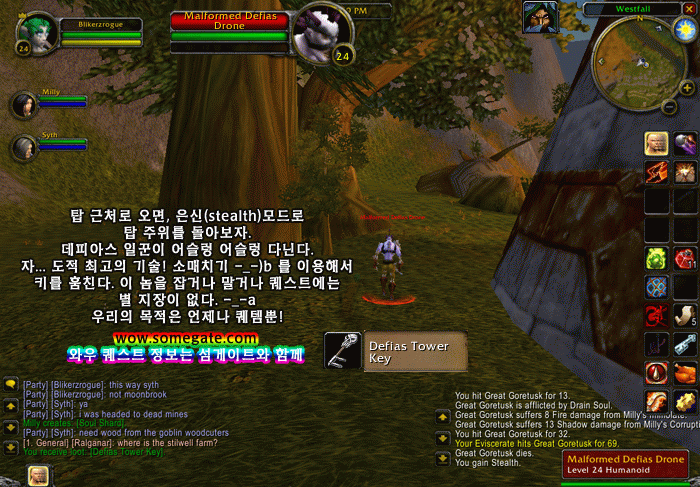 Malformed Defias
Drone
PM
Westfall
Blikerzrogue
24
24
Milly
Syth
탑 근처로 오면, 은신(stealth)모드로
탑 주위를 돌아보자.
데피아스 일꾼이 어슬렁 어슬렁 다닌다.
자... 도적 최고의 기술! 소매치기 -_-)b 를 이용해서
키를 훔친다. 이 놈을 잡거나 말거나 퀘스트에는
별 지장이 없다. -_-a
우리의 목적은 언제나 퀘템뿐!
wow.somegate.com
와우 퀘스트 정보는 섬게이트와 함께
Defias Tower
Key
11
5
[Party] [Blikerzrogue]: this way syth
[Party] [Blikerzrogue]: not moonbrook
[Party] [Syth]: ya
[Party] [Syth]: i was headed to dead mines
Milly creates: [Soul Shard].
[Party] [Syth]: need wood from the goblin woodcuters
[1. General] [Ralganar]: where is the stilwell fam?
You receive loot: [Defias Tower Key]
You hit Great Goretusk for 13.
Great Goretusk is afflicted by Drain Soul.
Great Goretusk suffers 8 Fire damage from Milly's Immolate.
Great Goretusk suffers 13 Shadow damage from Milly's Corrupti
You hit Great Goretusk for 32.
Your Eviscerate hits Great Goretusk for 69.
Great Goretusk dies.
You gain Stealth.
Malformed Defias Drone
Level 24 Humanoid